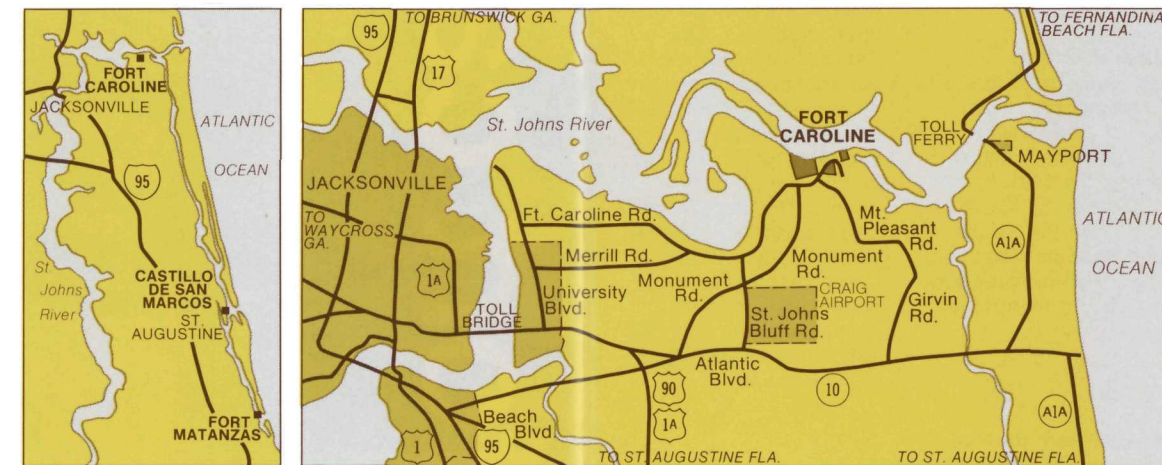 FORT
CAROLINE
JACKSONVILLE
ATLANTIC
OCEAN
95
St.
Johns
River
CASTILLO
DE SAN
MARCOS
ST.
AUGUSTINE
FORT
MATANZAS
TO BRUNSWICK GA.
95
17
TO FERNANDINA
BEACH FLA.
St. Johns River
FORT
CAROLINE
TOLL
FERRY
MAYPORT
JACKSONVILLE
Ft. Caroline Rd.
Mt.
Pleasant
Rd.
ATLANTIC
OCEAN
TO
WAYCROSS
GA.
A1A
Merrill Rd.
Monument
Rd.
1A
Monument
Rd.
CRAIG
AIRPORT
University
Blvd.
Girvin
Rd.
TOLL
BRIDGE
St. Johns
Bluff Rd.
Atlantic
Blvd.
90
10
1A
A1A
Beach
Blvd.
1
95
TO ST. AUGUSTINE FLA.
TO ST. AUGUSTINE FLA.